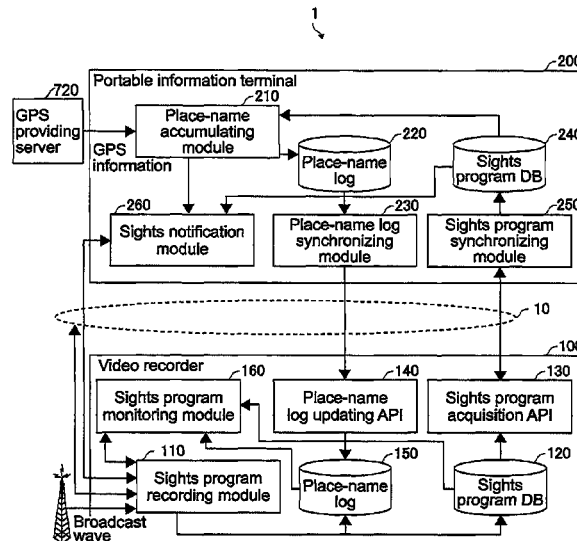 1
200
Portable information terminal
720
GPS
providing
server
GPS
information
210
Place-name
accumulating
module
220
Place-name
log
240
Sights
program DB
260
Sights notification
module
230
Place-name log
synchronizing
module
250
Sights program
synchronizing
module
10
100
Video recorder
160
Sights program
monitoring module
140
Place-name
log updating API
130
Sights program
acquisition API
110
Sights program
recording module
150
Place-name
log
120
Sights
program DB
Broadcast
wave